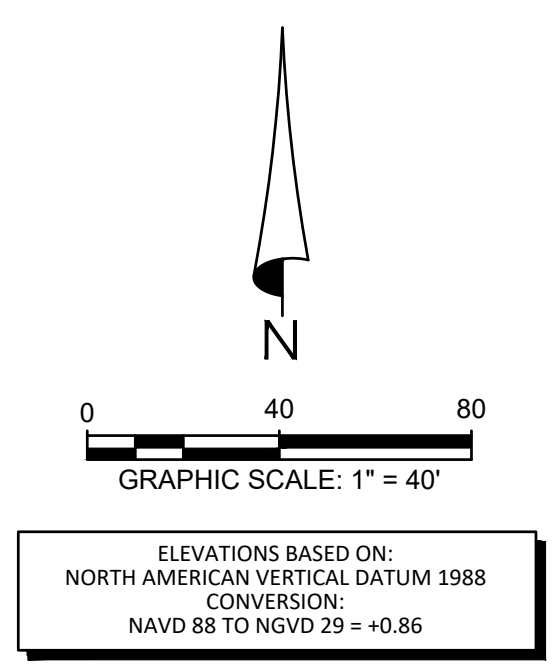 N
0 40 80
GRAPHIC SCALE: 1" = 40'
ELEVATIONS BASED ON:
NORTH AMERICAN VERTICAL DATUM 1988
CONVERSION:
NAVD 88 TO NGVD 29 = +0.86